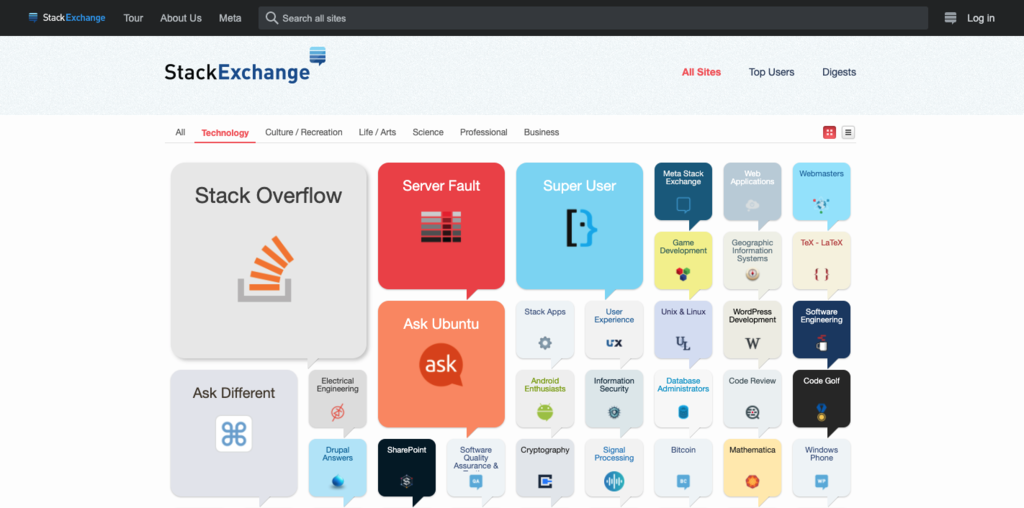 StackExchange Tour About Us Meta Search all sites Log in
StackExchange
All Sites Top Users Digests
All Technology Culture / Recreation Life / Arts Science Professional Business
Stack Overflow
Server Fault
Super User
Meta Stack
Exchange
Web
Applications
Webmasters
Game
Development
Geographic
Information
Systems
TeX - LaTeX
Ask Ubuntu
ask
Stack Apps
User
Experience
UX
Unix & Linux
UL
WordPress
Development
W
Software
Engineering
Ask Different
Electrical
Engineering
Android
Enthusiasts
Information
Security
Database
Administrators
Code Review
Code Golf
Drupal
Answers
SharePoint
S
Software
Quality
Assurance &
QA
Cryptography
Signal
Processing
Bitcoin
BC
Mathematica
Windows
Phone
WP